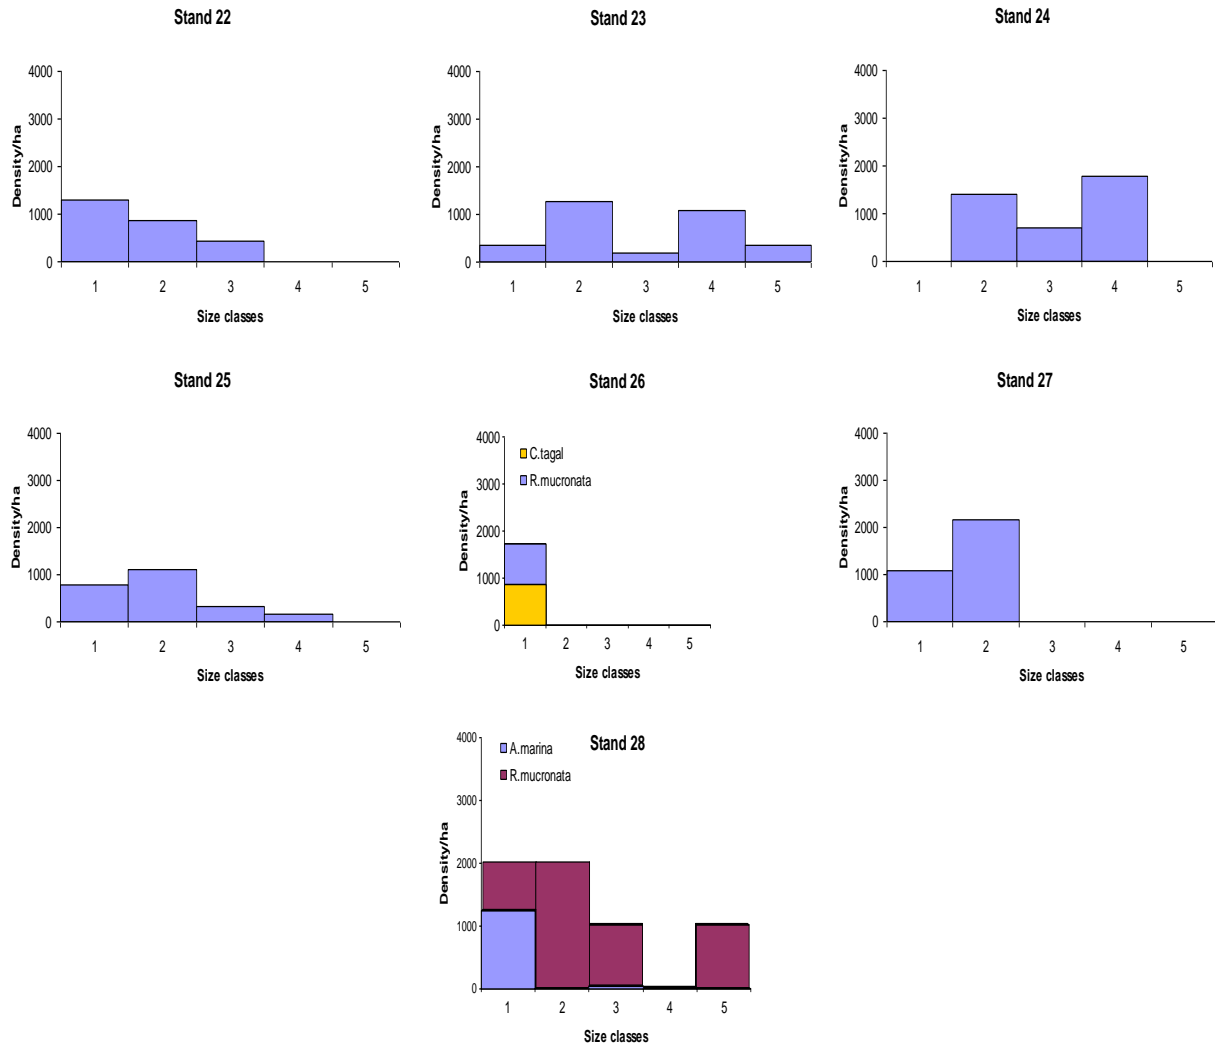 Stand 22
4000
3000
2000
1000
0
Density/ha
1 2 3 4 5
Size classes
Stand 23
4000
3000
2000
1000
0
Density/ha
1 2 3 4 5
Size classes
Stand 24
4000
3000
2000
1000
0
Density/ha
1 2 3 4 5
Size classes
Stand 25
4000
3000
2000
1000
0
Density/ha
1 2 3 4 5
Size classes
Stand 26
4000
3000
2000
1000
0
Density/ha
C.tagal
R.mucronata
1 2 3 4 5
Size classes
Stand 27
4000
3000
2000
1000
0
Density/ha
1 2 3 4 5
Size classes
Stand 28
4000
3000
2000
1000
0
Density/ha
A.marina
R.mucronata
1 2 3 4 5
Size classes